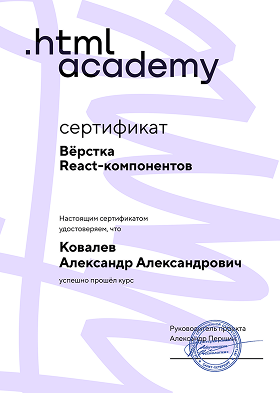 .html
academy
сертификат
Вёрстка
React-компонентов
Настоящим сертификатом
удостоверяем, что
Ковалев
Александр Александрович
успешно прошёл курс
Руководитель проекта
Александр Першин